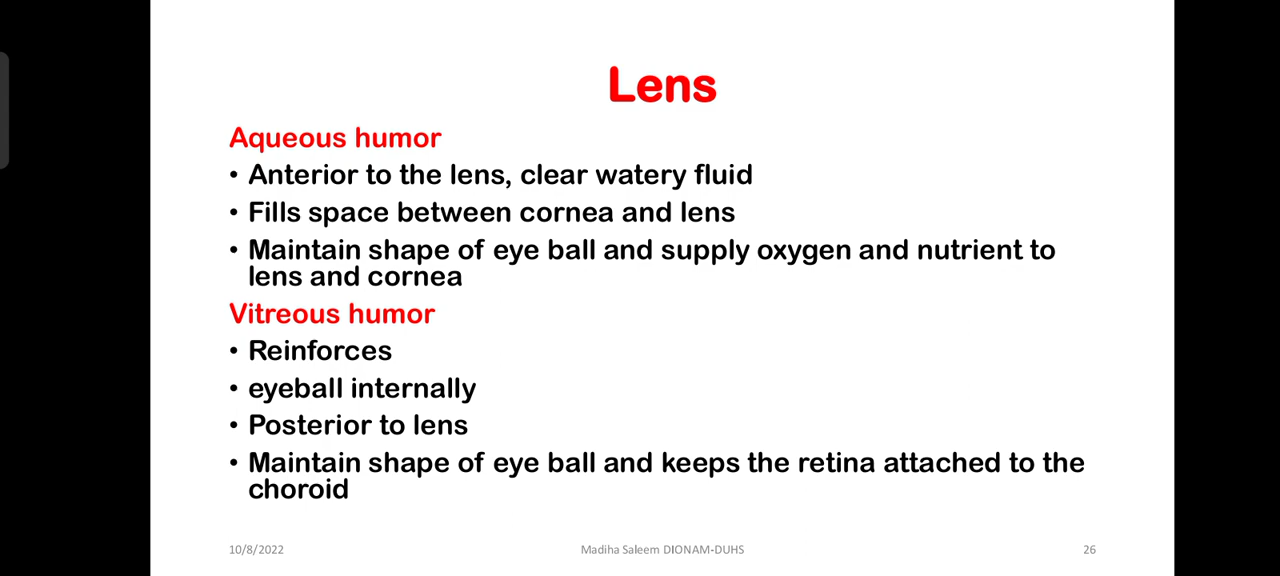 Lens
Aqueous humor
• Anterior to the lens, clear watery fluid
• Fills space between cornea and lens
• Maintain shape of eye ball and supply oxygen and nutrient to
lens and cornea
Vitreous humor
• Reinforces
• eyeball internally
• Posterior to lens
• Maintain shape of eye ball and keeps the retina attached to the
choroid
10/8/2022 Madiha Saleem DIONAM-DUHS 26